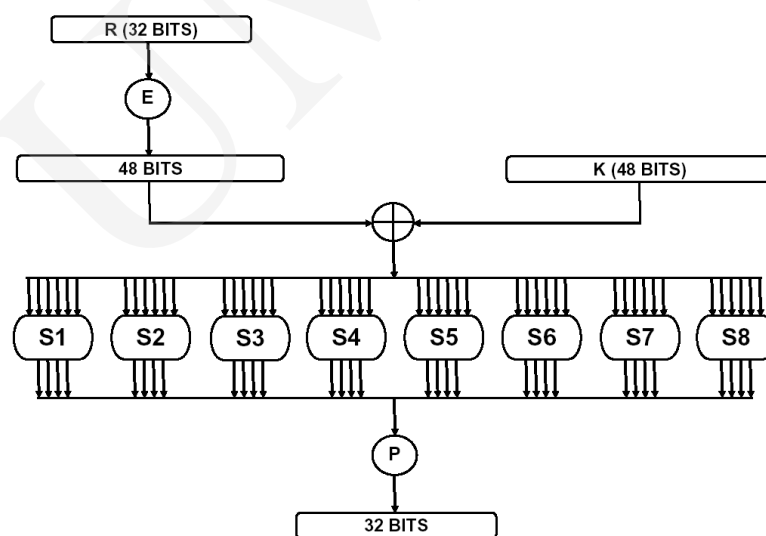 R (32 BITS)
E
48 BITS
K (48 BITS)
S1 S2 S3 S4 S5 S6 S7 S8
P
32 BITS